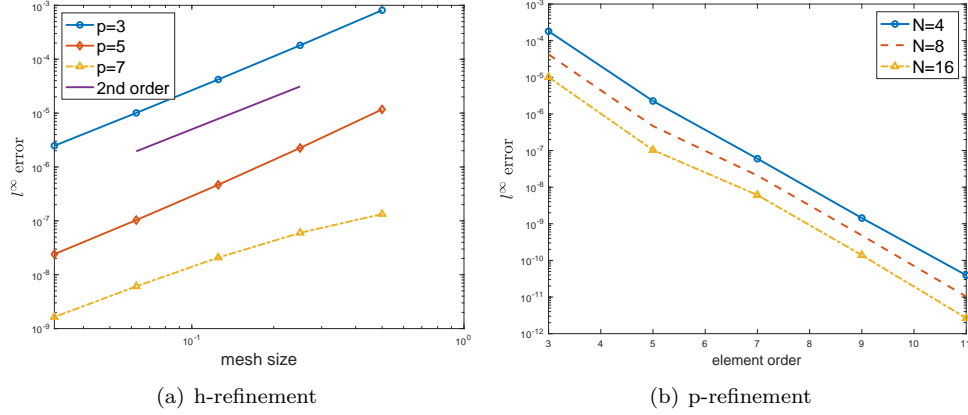 p=3
p=5
p=7
2nd order
10^-3
10^-4
10^-5
10^-6
10^-7
10^-8
10^-9
l^∞ error
10^-1
10^0
mesh size
(a) h-refinement
N=4
N=8
N=16
10^-3
10^-4
10^-5
10^-6
10^-7
10^-8
10^-9
10^-10
10^-11
10^-12
l^∞ error
3 4 5 6 7 8 9 10 11
element order
(b) p-refinement